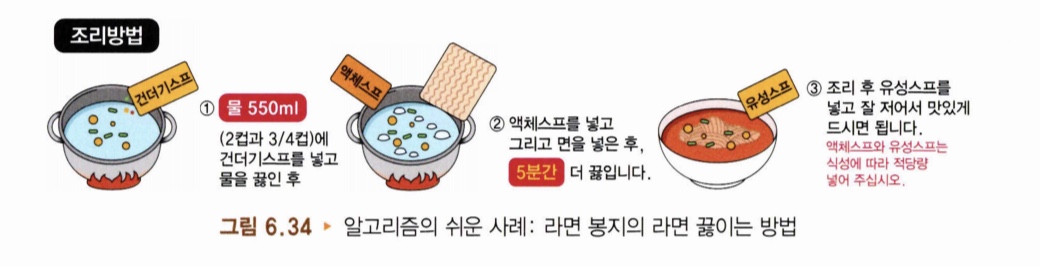 조리방법
건더기스프
① 물 550ml
(2컵과 3/4컵)에
건더기스프를 넣고
물을 끓인 후
액체스프
② 액체스프를 넣고
그리고 면을 넣은 후,
5분간 더 끓입니다.
유성스프
③ 조리 후 유성스프를
넣고 잘 저어서 맛있게
드시면 됩니다.
액체스프와 유성스프는
식성에 따라 적당량
넣어 주십시오.
그림 6.34 ▸ 알고리즘의 쉬운 사례: 라면 봉지의 라면 끓이는 방법